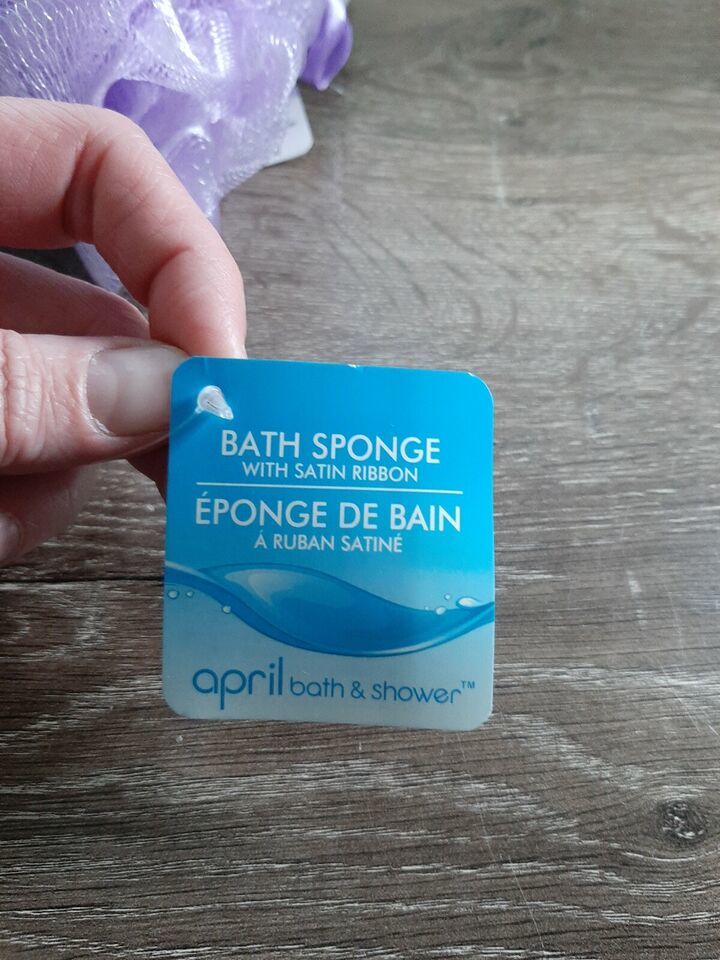 BATH SPONGE
WITH SATIN RIBBON
ÉPONGE DE BAIN
Á RUBAN SATINÉ
april bath & shower™